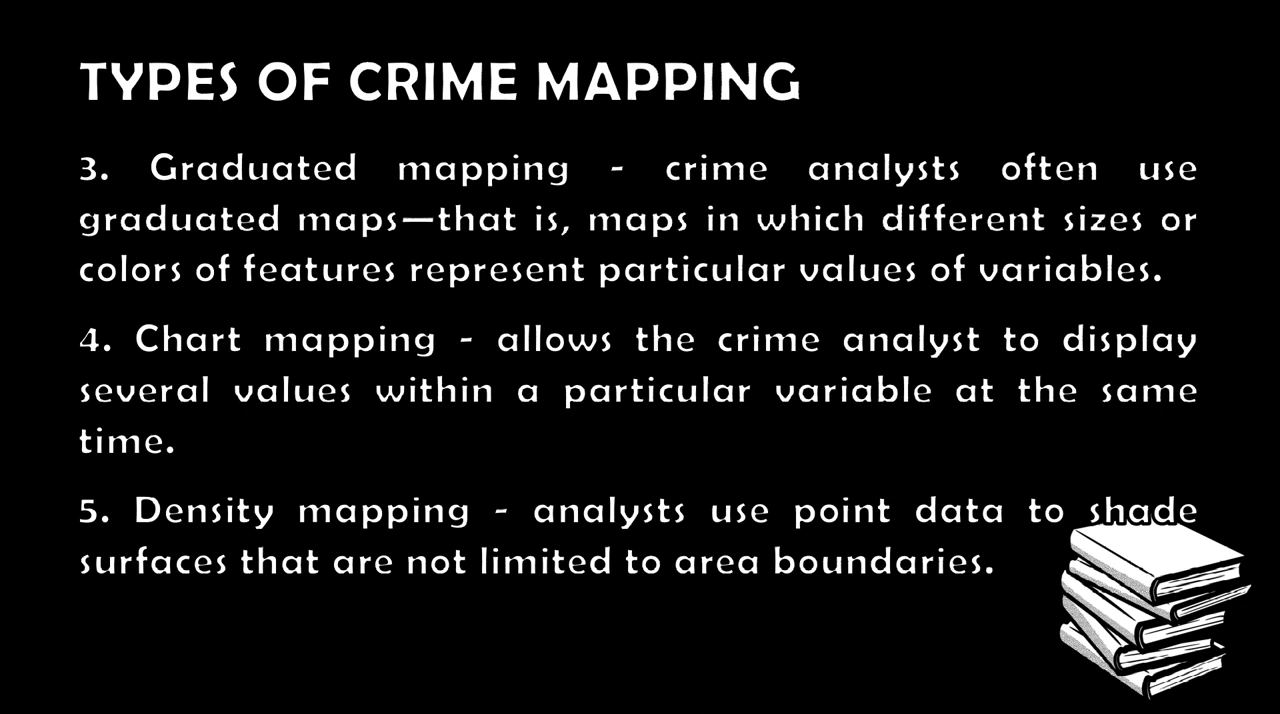 TYPES OF CRIME MAPPING
3. Graduated mapping - crime analysts often use
graduated maps—that is, maps in which different sizes or
colors of features represent particular values of variables.
4. Chart mapping - allows the crime analyst to display
several values within a particular variable at the same
time.
5. Density mapping - analysts use point data to shade
surfaces that are not limited to area boundaries.